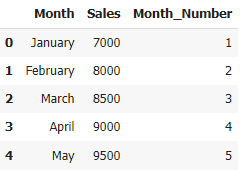 Month Sales Month_Number
0 January 7000 1
1 February 8000 2
2 March 8500 3
3 April 9000 4
4 May 9500 5